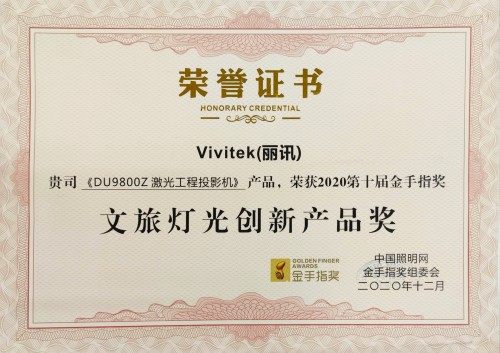 荣誉证书
HONORARY CREDENTIAL
Vivitek(丽讯)
贵司《DU9800Z 激光工程投影机》产品，荣获2020第十届金手指奖
文旅灯光创新产品奖
GOLDEN FINGER
AWARDS
金手指奖
中国照明网
金手指奖组委会
二〇二〇年十二月